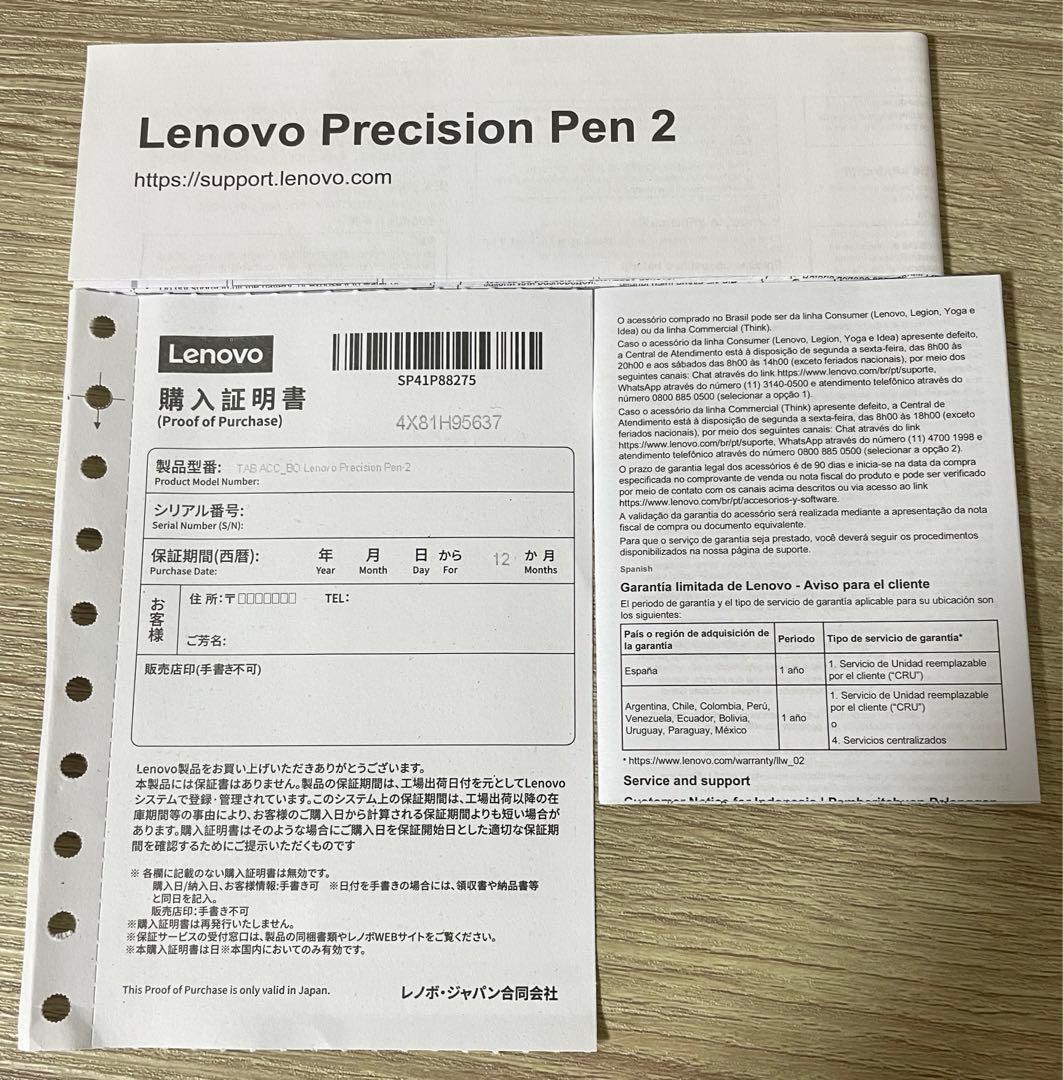 Lenovo Precision Pen 2
https://support.lenovo.com
Lenovo
SP41P88275
購入証明書
(Proof of Purchase)
4X81H95637
製品型番: TAB ACC_BO Lenovo Precision Pen-2
Product Model Number:
シリアル番号:
Serial Number (S/N):
保証期間(西暦): 年 月 日 から 12 か 月
Purchase Date: Year Month Day For Months
お客様
住 所:〒□□□□□□□ TEL:
ご芳名:
販売店印(手書き不可)
Lenovo製品をお買い上げいただきありがとうございます。
本製品には保証書はありません。製品の保証期間は、工場出荷日付を元としてLenovo
システムで登録・管理されています。このシステム上の保証期間は、工場出荷以降の在
庫期間等の事由により、お客様のご購入日から計算される保証期間よりも短い場合が
あります。購入証明書はそのような場合にご購入日を保証開始日とした適切な保証期
間を確認するためにご提示いただくものです
※ 各欄に記載のない購入証明書は無効です。
購入日/納入日、お客様情報:手書き可 ※日付を手書きの場合には、領収書や納品書等
と同日を記入。
販売店印:手書き不可
※購入証明書は再発行いたしません。
※保証サービスの受付窓口は、製品の同梱書類やレノボWEBサイトをご覧ください。
※本購入証明書は日※本国内においてのみ有効です。
This Proof of Purchase is only valid in Japan.
レノボ・ジャパン合同会社
O acessório comprado no Brasil pode ser da linha Consumer (Lenovo, Legion, Yoga e
Idea) ou da linha Commercial (Think).
Caso o acessório da linha Consumer (Lenovo, Legion, Yoga e Idea) apresente defeito,
a Central de Atendimento está à disposição de segunda a sexta-feira, das 8h00 às
20h00 e aos sábados das 8h00 às 14h00 (exceto feriados nacionais), por meio dos
seguintes canais: Chat através do link https://www.lenovo.com/br/pt/suporte,
WhatsApp através do número (11) 3140-0500 e atendimento telefônico através do
número 0800 885 0500 (selecionar a opção 1).
Caso o acessório da linha Commercial (Think) apresente defeito, a Central de
Atendimento está à disposição de segunda a sexta-feira, das 8h00 às 18h00 (exceto
feriados nacionais), por meio dos seguintes canais: Chat através do link
https://www.lenovo.com/br/pt/suporte, WhatsApp através do número (11) 4700 1998 e
atendimento telefônico através do número 0800 885 0500 (selecionar a opção 2).
O prazo de garantia legal dos acessórios é de 90 dias e inicia-se na data da compra
especificada no comprovante de venda ou nota fiscal do produto e pode ser verificado
por meio de contato com os canais acima descritos ou via acesso ao link
https://www.lenovo.com/br/pt/accesorios-y-software.
A validação da garantia do acessório será realizada mediante a apresentação da nota
fiscal de compra ou documento equivalente.
Para que o serviço de garantia seja prestado, você deverá seguir os procedimentos
disponibilizados na nossa página de suporte.
Spanish
Garantía limitada de Lenovo - Aviso para el cliente
El periodo de garantía y el tipo de servicio de garantía aplicable para su ubicación son
los siguientes:
País o región de adquisición de
la garantía
Periodo
Tipo de servicio de garantía*
España
1 año
1. Servicio de Unidad reemplazable
por el cliente (“CRU”)
Argentina, Chile, Colombia, Perú,
Venezuela, Ecuador, Bolivia,
Uruguay, Paraguay, México
1 año
1. Servicio de Unidad reemplazable
por el cliente (“CRU”)
o
4. Servicios centralizados
* https://www.lenovo.com/warranty/llw_02
Service and support